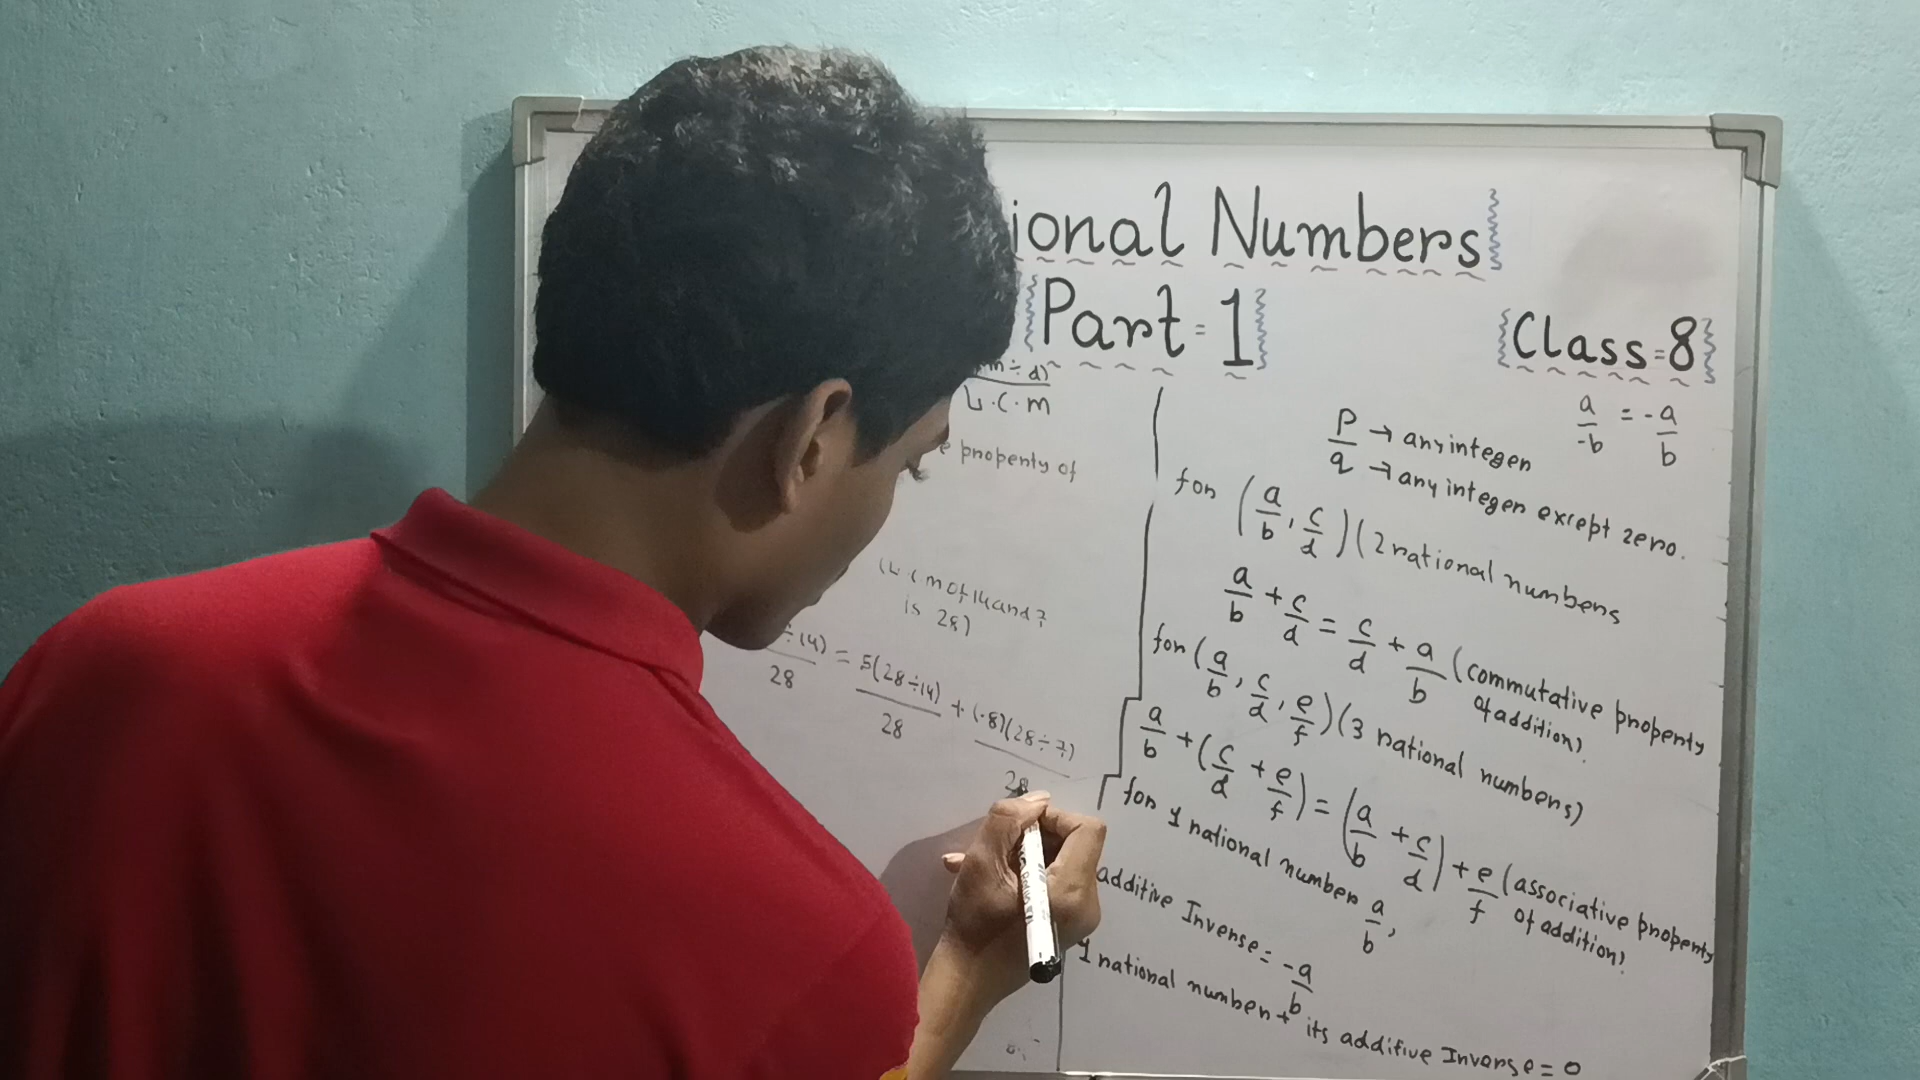 ional Numbers
Part = 1
Class = 8
(m ÷ d)
L.C.M
e property of
(L.C.m of 14 and 7
is 28)
÷ 14) / 28 = 5(28÷14) / 28 + (-8)(28÷7) / 28
a/-b = -a/b
p → any integer
q → any integer except zero.
for (a/b, c/d) (2 rational numbers
a/b + c/d = c/d + a/b (commutative property
of addition)
for (a/b, c/d, e/f) (3 rational numbers)
a/b + (c/d + e/f) = (a/b + c/d) + e/f (associative property
of addition)
for 1 rational number a/b,
additive Inverse = -a/b
1 rational number + its additive Inverse = 0